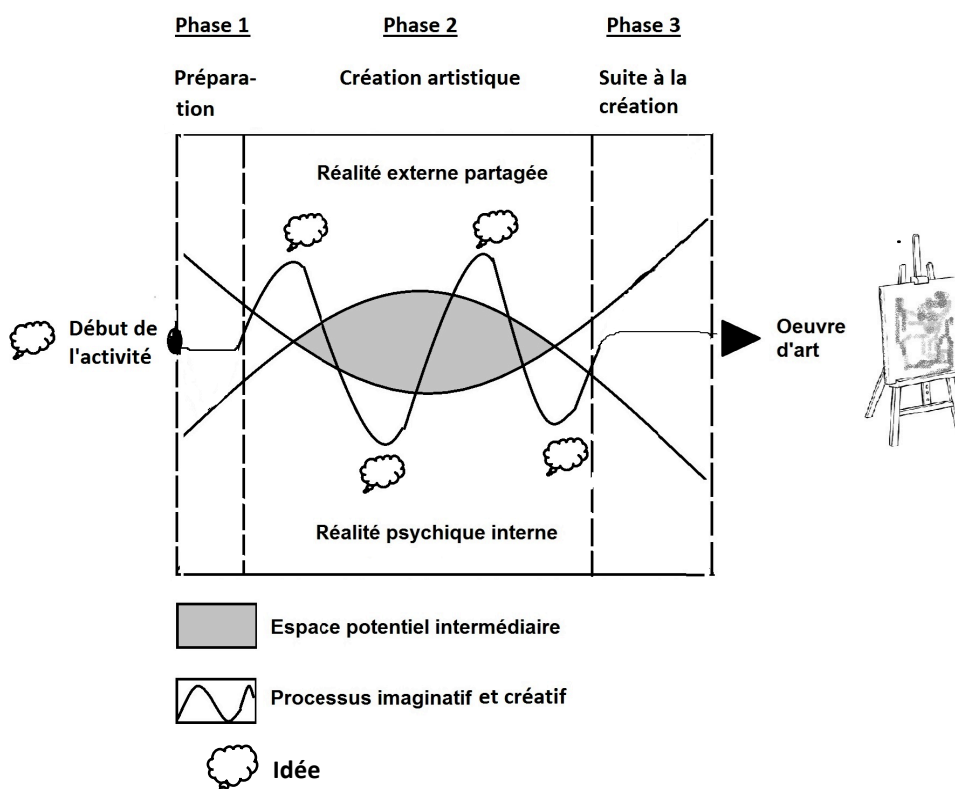 Phase 1
Phase 2
Phase 3
Prépara-
tion
Création artistique
Suite à la
création
Réalité externe partagée
Début de
l'activité
Oeuvre
d'art
Réalité psychique interne
Espace potentiel intermédiaire
Processus imaginatif et créatif
Idée